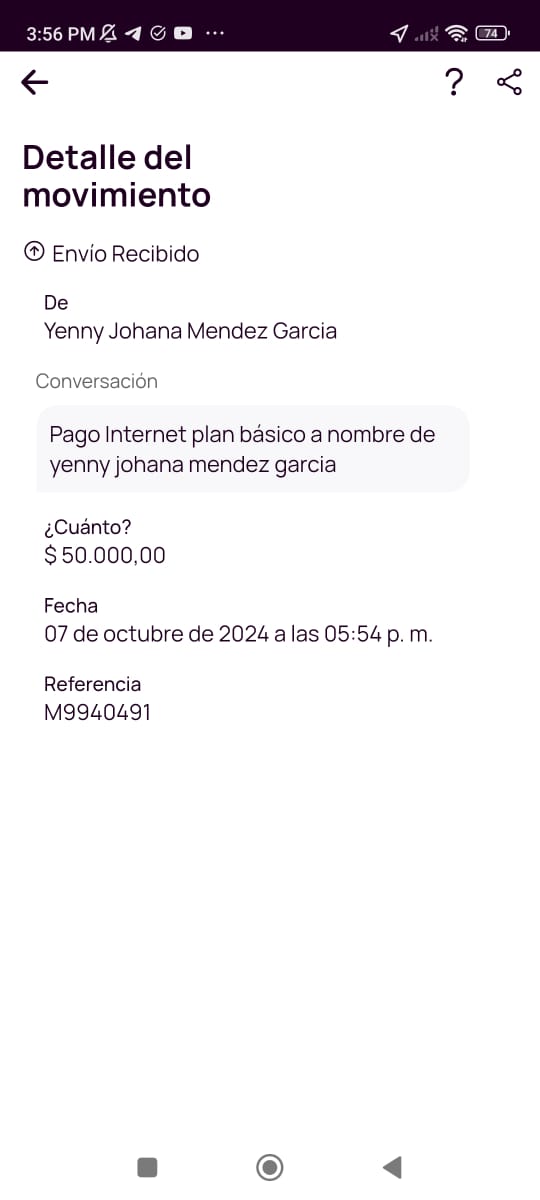 3:56 PM
74
?
Detalle del
movimiento
Envío Recibido
De
Yenny Johana Mendez Garcia
Conversación
Pago Internet plan básico a nombre de
yenny johana mendez garcia
¿Cuánto?
$ 50.000,00
Fecha
07 de octubre de 2024 a las 05:54 p. m.
Referencia
M9940491